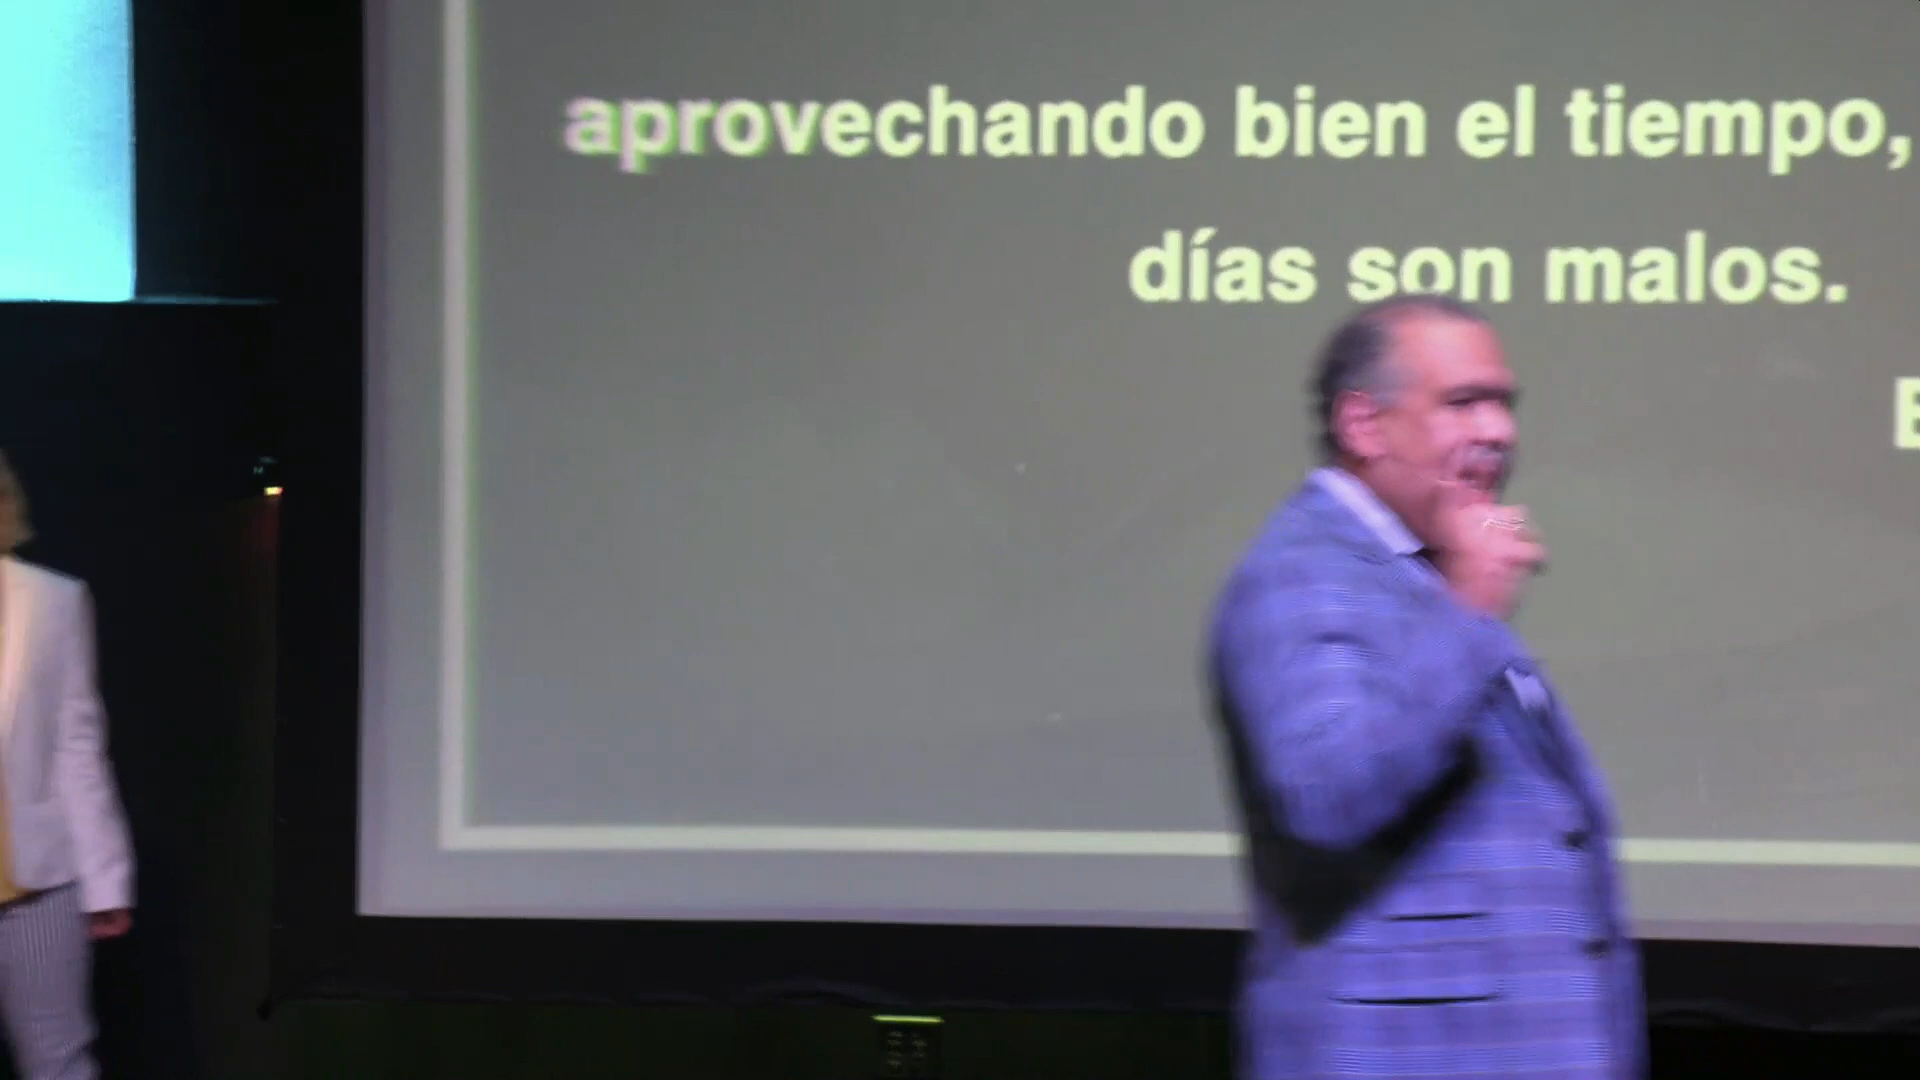 aprovechando bien el tiempo,
días son malos.